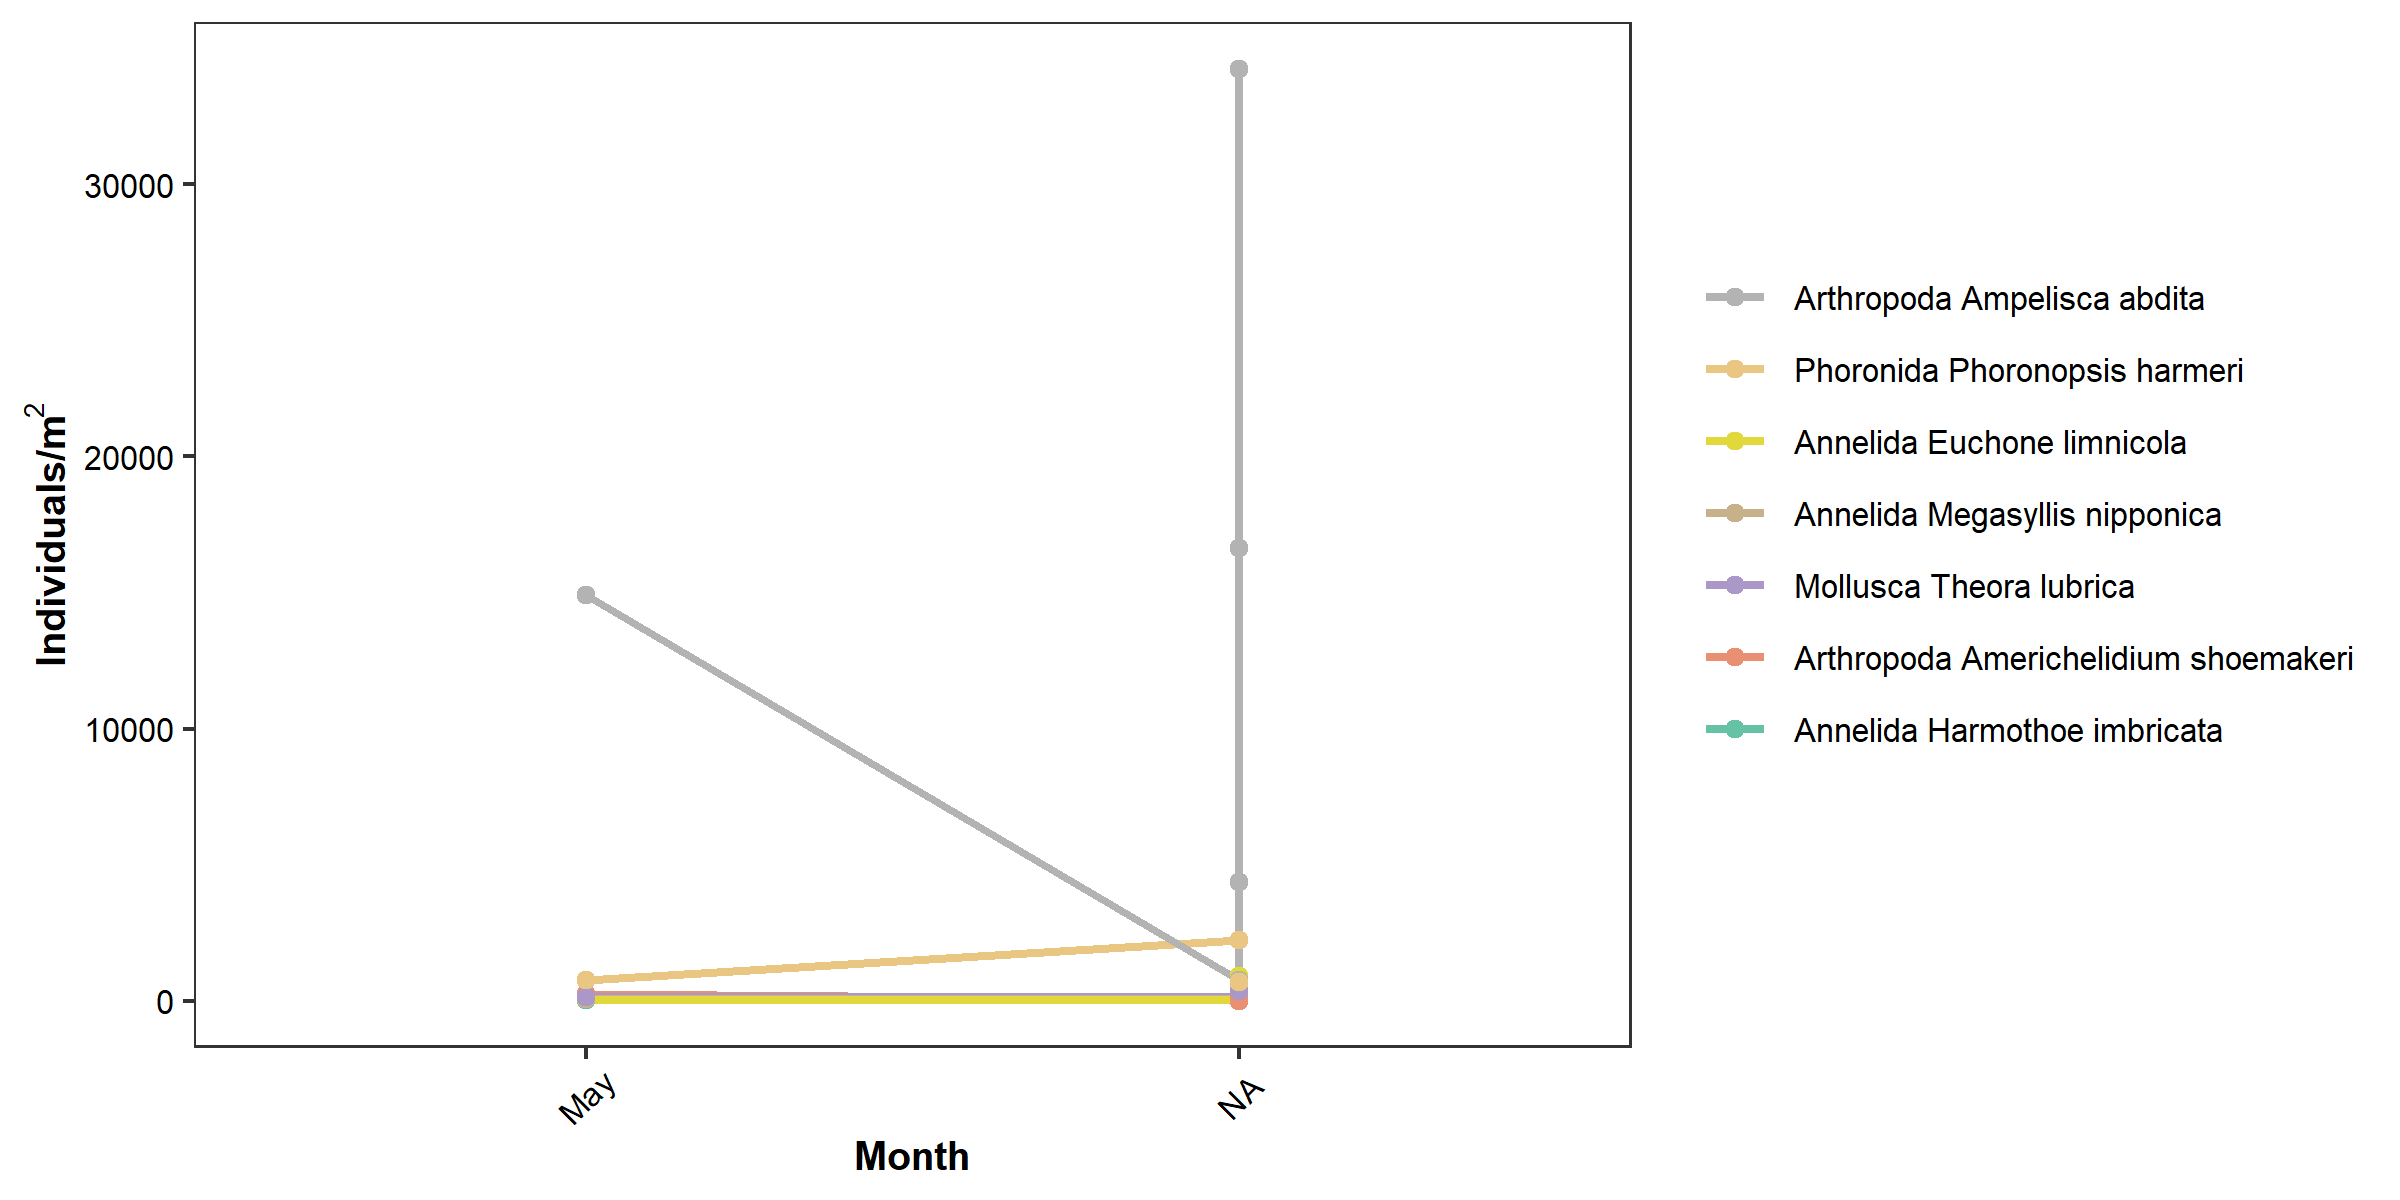 Individuals/m²
30000
20000
10000
0
May
NA
Month
Arthropoda Ampelisca abdita
Phoronida Phoronopsis harmeri
Annelida Euchone limnicola
Annelida Megasyllis nipponica
Mollusca Theora lubrica
Arthropoda Americhelidium shoemakeri
Annelida Harmothoe imbricata